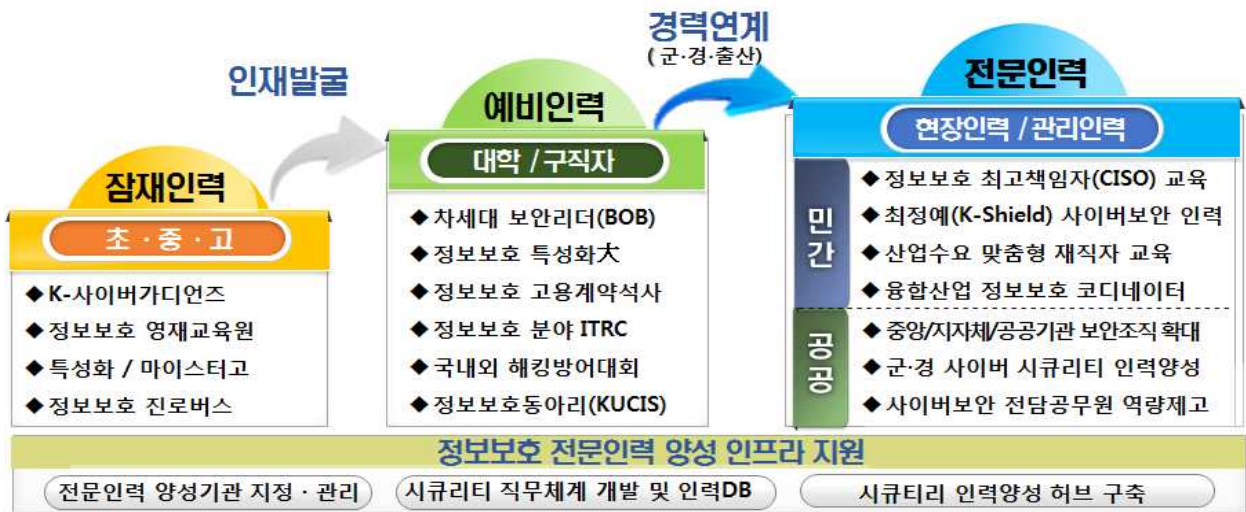 인재발굴
경력연계
(군·경·출산)
잠재인력
초 · 중 · 고
◆K-사이버가디언즈
◆정보보호 영재교육원
◆특성화 / 마이스터고
◆정보보호 진로버스
예비인력
대학 / 구직자
◆차세대 보안리더(BOB)
◆정보보호 특성화大
◆정보보호 고용계약석사
◆정보보호 분야 ITRC
◆국내외 해킹방어대회
◆정보보호동아리(KUCIS)
전문인력
현장인력 / 관리인력
민간
◆정보보호 최고책임자(CISO) 교육
◆최정예(K-Shield) 사이버보안 인력
◆산업수요 맞춤형 재직자 교육
◆융합산업 정보보호 코디네이터
공공
◆중앙/지자체/공공기관 보안조직 확대
◆군·경 사이버 시큐리티 인력양성
◆사이버보안 전담공무원 역량제고
정보보호 전문인력 양성 인프라 지원
전문인력 양성기관 지정 · 관리
시큐리티 직무체계 개발 및 인력DB
시큐티리 인력양성 허브 구축